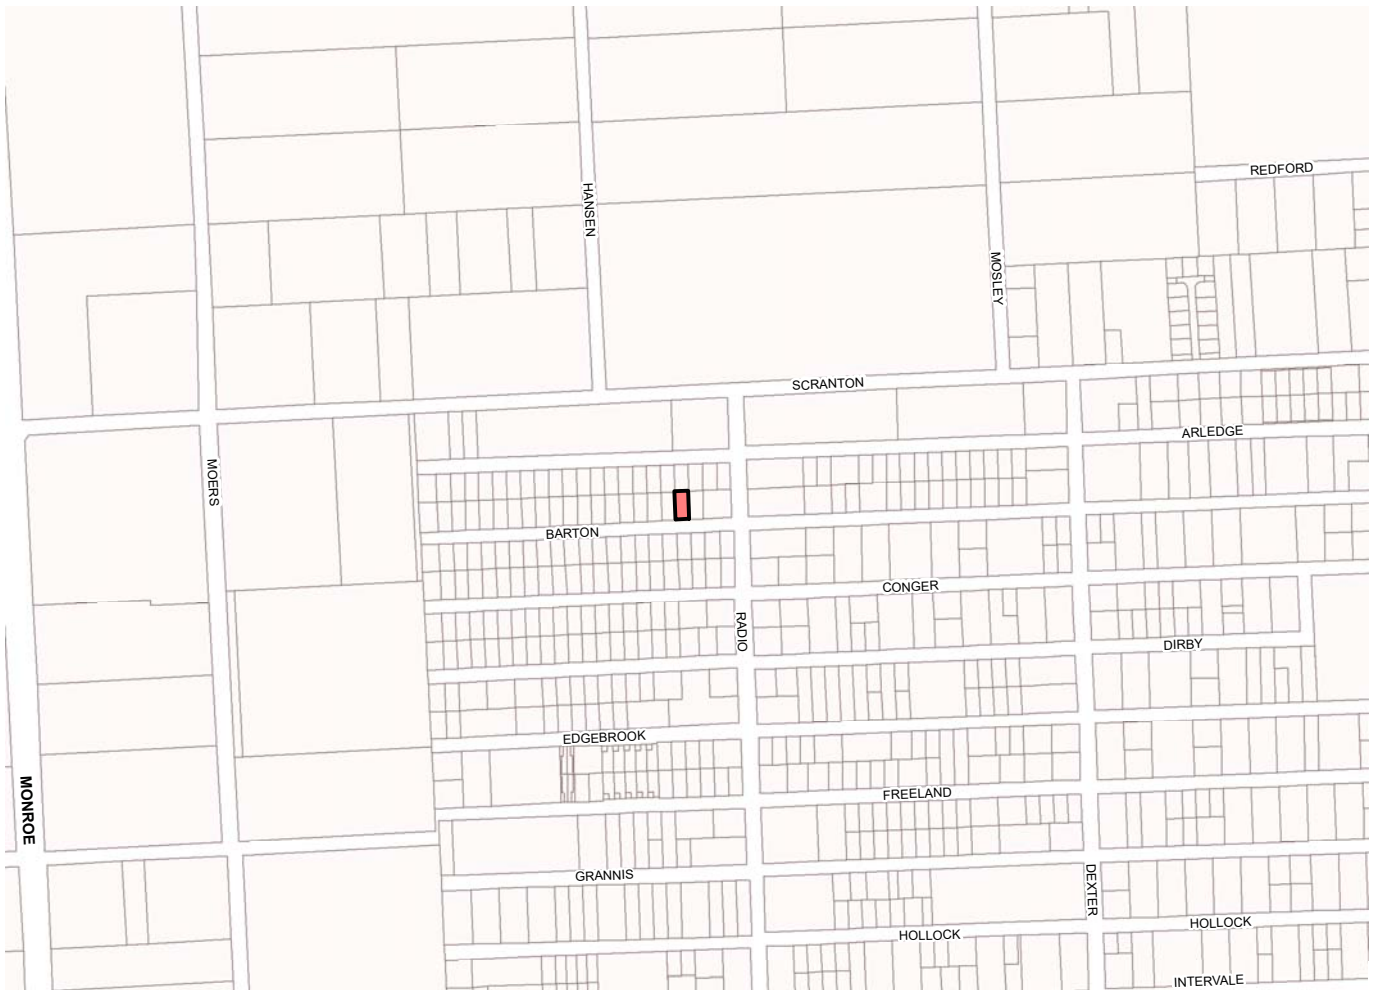 REDFORD
HANSEN
MOSLEY
SCRANTON
ARLEDGE
MOERS
BARTON
CONGER
RADIO
DIRBY
EDGEBROOK
MONROE
FREELAND
GRANNIS
DEXTER
HOLLOCK
HOLLOCK
INTERVALE